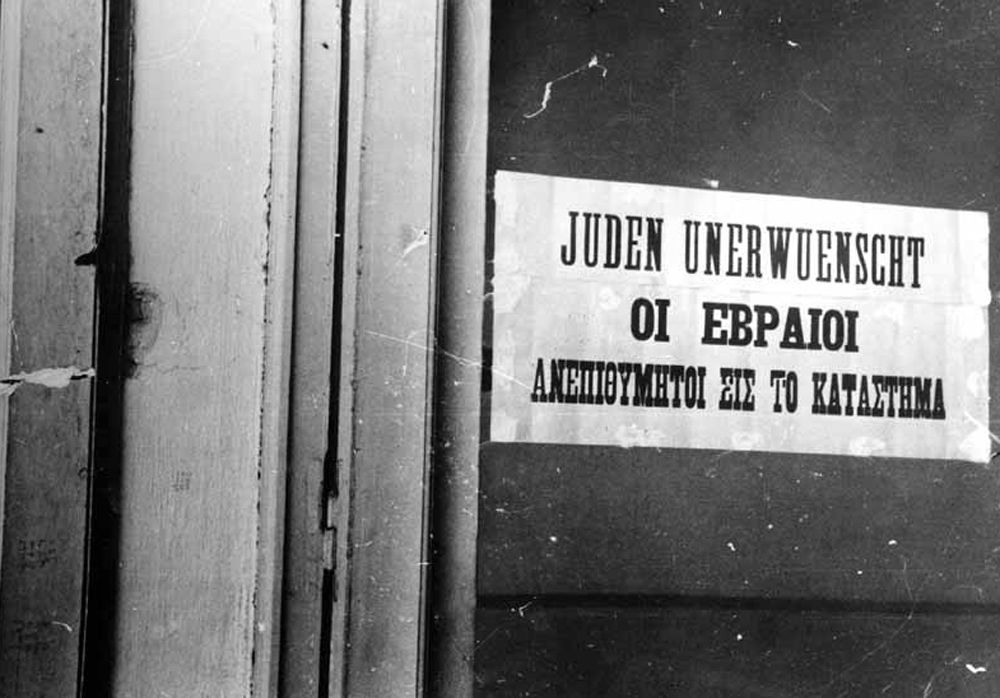 JUDEN UNERWUENSCHT
ΟΙ ΕΒΡΑΙΟΙ
ΑΝΕΠΙΘΥΜΗΤΟΙ ΕΙΣ ΤΟ ΚΑΤΑΣΤΗΜΑ